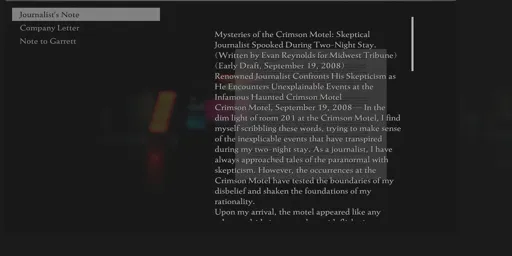 Journalist's Note
Company Letter
Note to Garrett
Mysteries of the Crimson Motel: Skeptical
Journalist Spooked During Two-Night Stay.
(Written by Evan Reynolds for Midwest Tribune)
(Early Draft, September 19, 2008)
Renowned Journalist Confronts His Skepticism as
He Encounters Unexplainable Events at the
Infamous Haunted Crimson Motel
Crimson Motel, September 19, 2008 — In the
dim light of room 201 at the Crimson Motel, I find
myself scribbling these words, trying to make sense
of the inexplicable events that have transpired
during my two-night stay. As a journalist, I have
always approached tales of the paranormal with
skepticism. However, the occurrences at the
Crimson Motel have tested the boundaries of my
disbelief and shaken the foundations of my
rationality.
Upon my arrival, the motel appeared like any